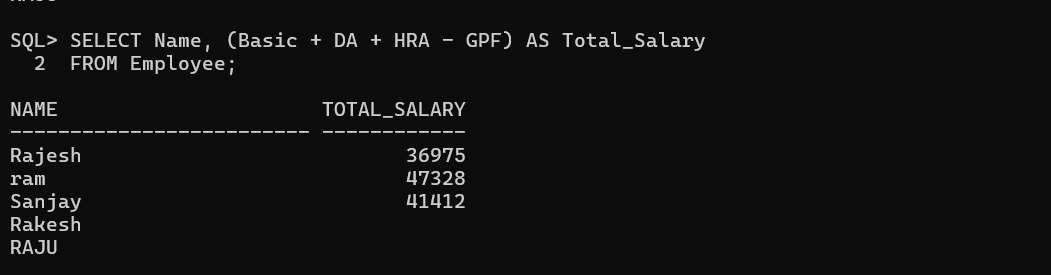 SQL> SELECT Name, (Basic + DA + HRA - GPF) AS Total_Salary
  2  FROM Employee;
NAME                      TOTAL_SALARY
------------------------- ------------
Rajesh                           36975
ram                              47328
Sanjay                           41412
Rakesh
RAJU